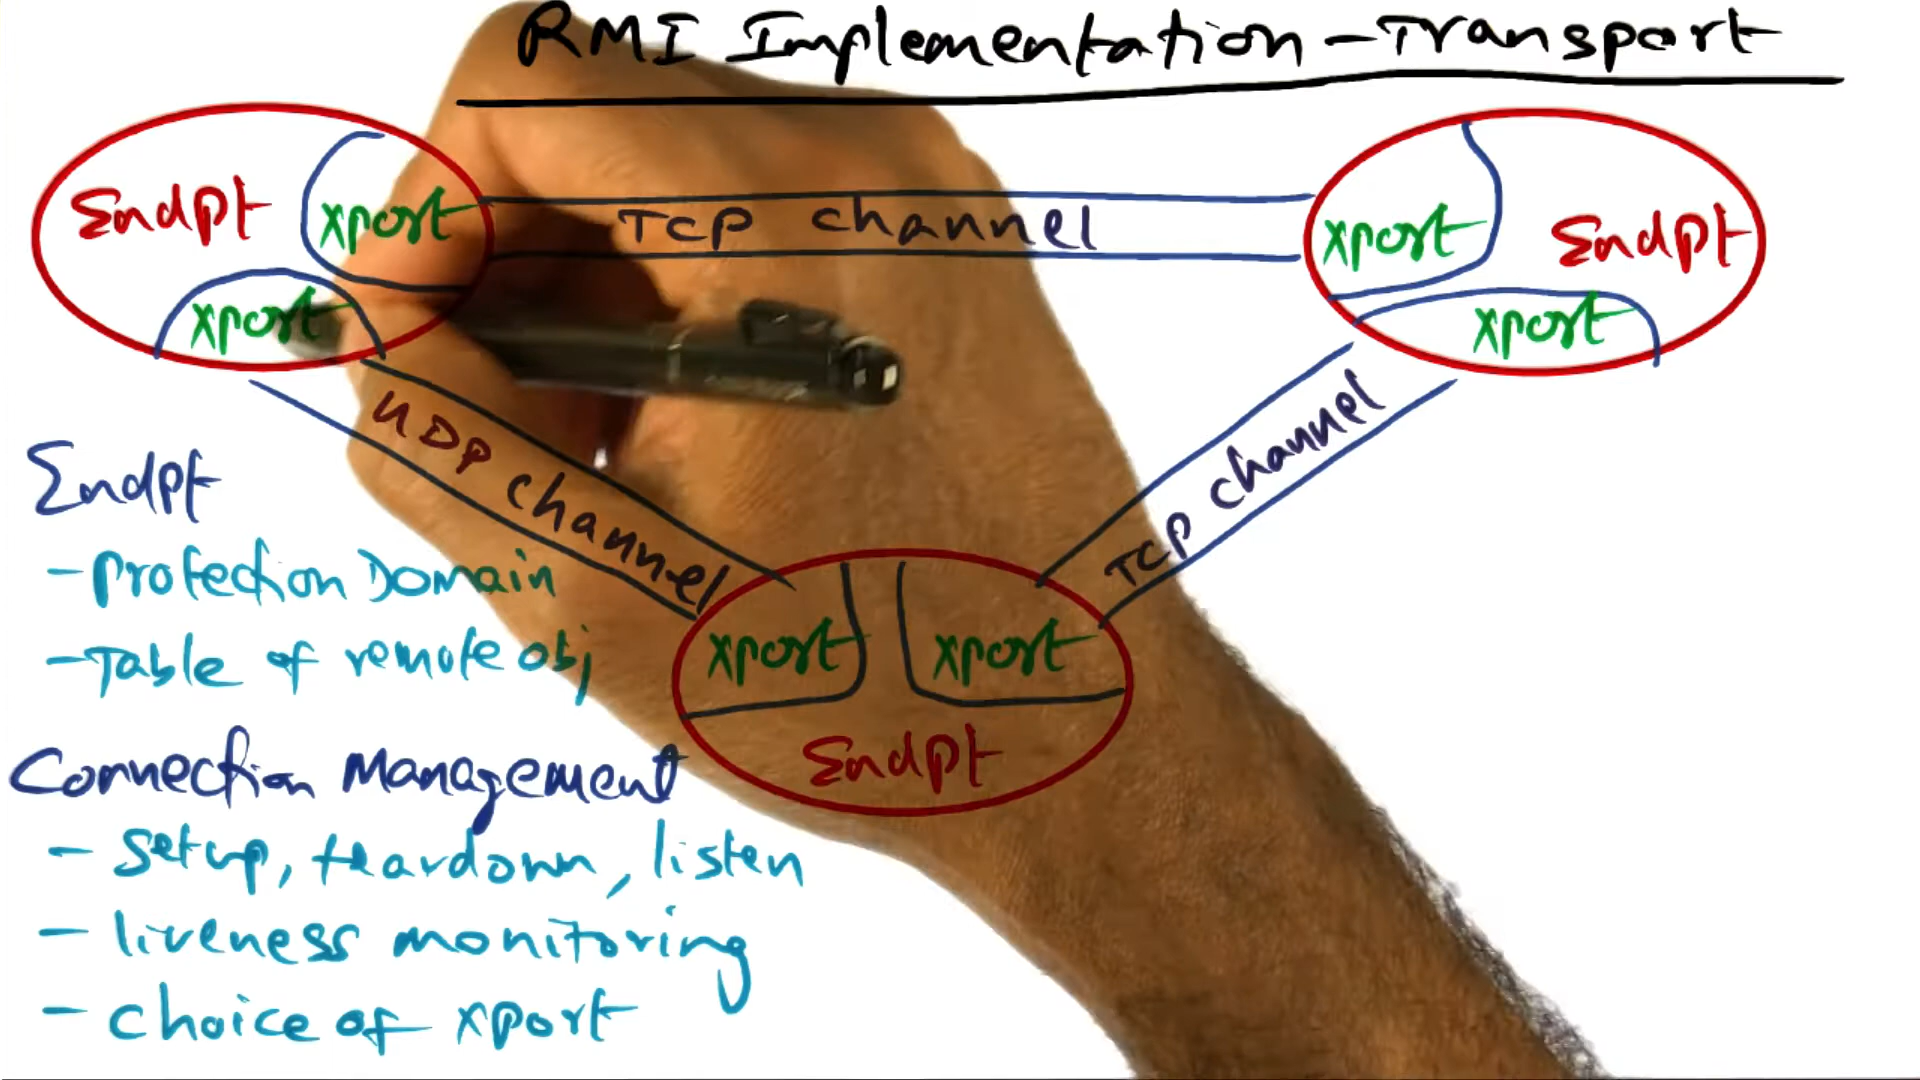 RMI Implementation - Transport
Endpt
xport
TCP channel
xport
Endpt
xport
xport
UDP channel
TCP channel
Endpt
- Protection Domain
- Table of remote obj
xport
xport
Endpt
Connection Management
- setup, teardown, listen
- liveness monitoring
- choice of xport